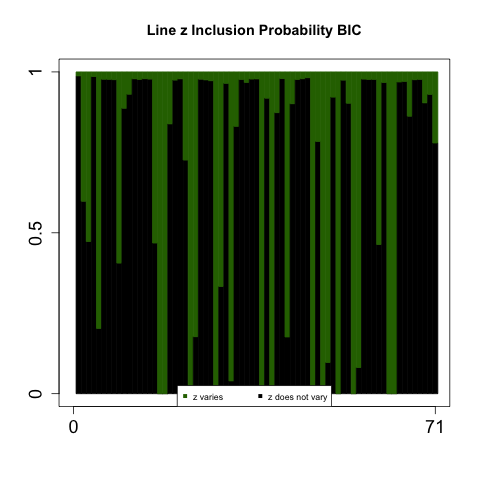 Line z Inclusion Probability BIC
1
0.5
0
z varies z does not vary
0 71